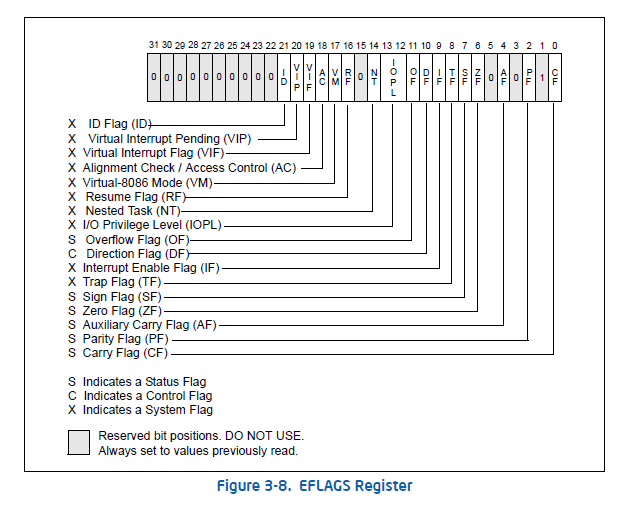 31 30 29 28 27 26 25 24 23 22 21 20 19 18 17 16 15 14 13 12 11 10 9 8 7 6 5 4 3 2 1 0
0 0 0 0 0 0 0 0 0 0 ID VIP VIF AC VM RF 0 NT IOPL OF DF IF TF SF ZF 0 AF 0 PF 1 CF
X ID Flag (ID)
X Virtual Interrupt Pending (VIP)
X Virtual Interrupt Flag (VIF)
X Alignment Check / Access Control (AC)
X Virtual-8086 Mode (VM)
X Resume Flag (RF)
X Nested Task (NT)
X I/O Privilege Level (IOPL)
S Overflow Flag (OF)
C Direction Flag (DF)
X Interrupt Enable Flag (IF)
X Trap Flag (TF)
S Sign Flag (SF)
S Zero Flag (ZF)
S Auxiliary Carry Flag (AF)
S Parity Flag (PF)
S Carry Flag (CF)
S Indicates a Status Flag
C Indicates a Control Flag
X Indicates a System Flag
Reserved bit positions. DO NOT USE.
Always set to values previously read.
Figure 3-8. EFLAGS Register